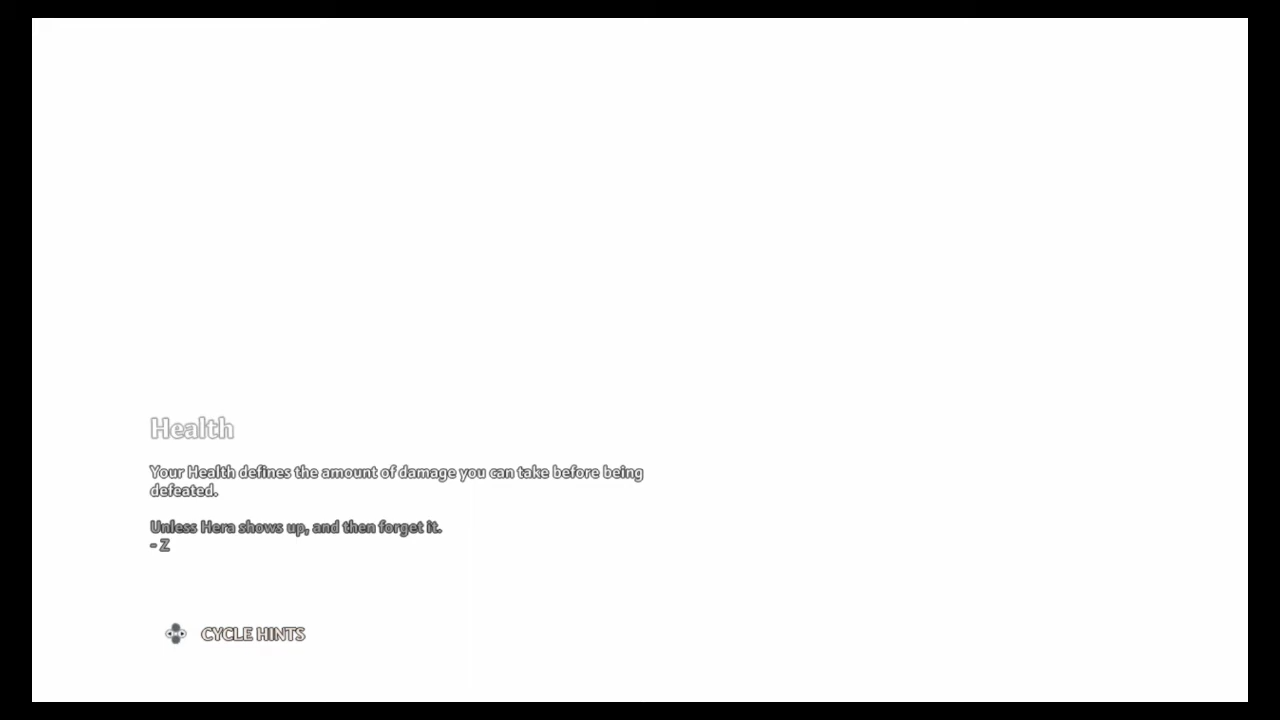 Health
Your Health defines the amount of damage you can take before being
defeated.
Unless Hera shows up, and then forget it.
- Z
CYCLE HINTS